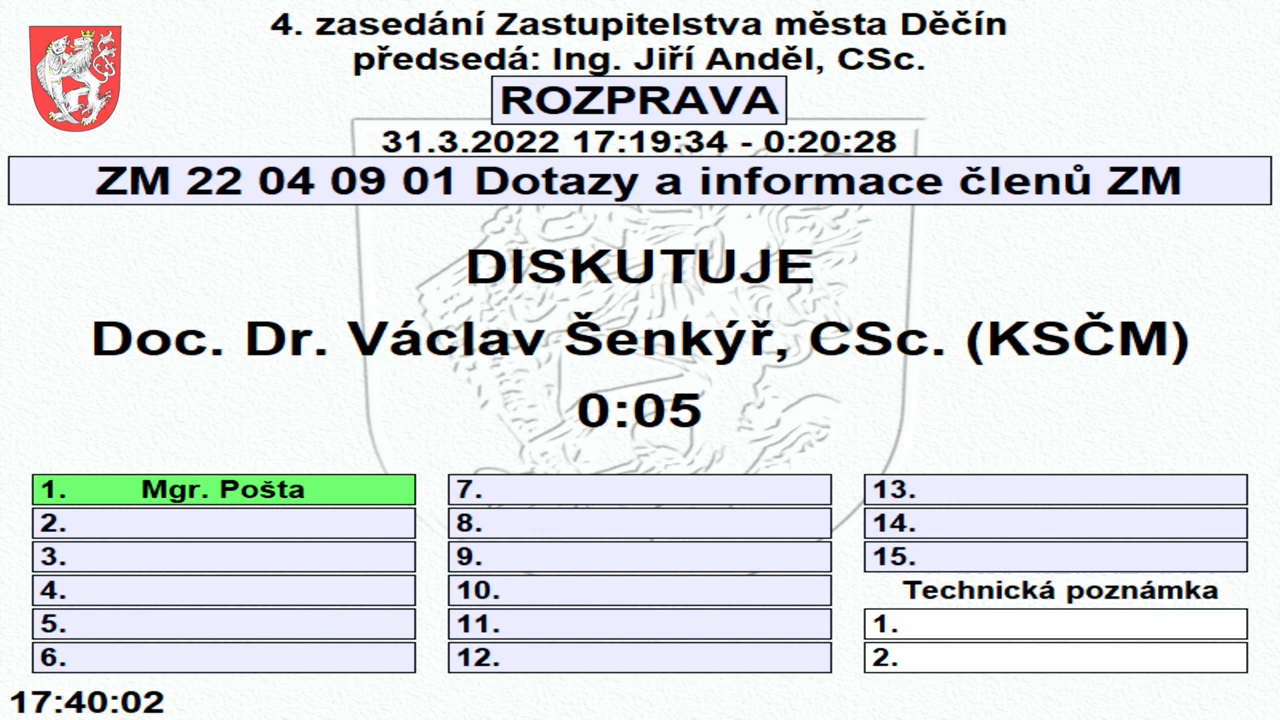 4. zasedání Zastupitelstva města Děčín
předsedá: Ing. Jiří Anděl, CSc.
ROZPRAVA
31.3.2022 17:19:34 - 0:20:28
ZM 22 04 09 01 Dotazy a informace členů ZM
DISKUTUJE
Doc. Dr. Václav Šenkýř, CSc. (KSČM)
0:05
1. Mgr. Pošta
2.
3.
4.
5.
6.
7.
8.
9.
10.
11.
12.
13.
14.
15.
Technická poznámka
1.
2.
17:40:02